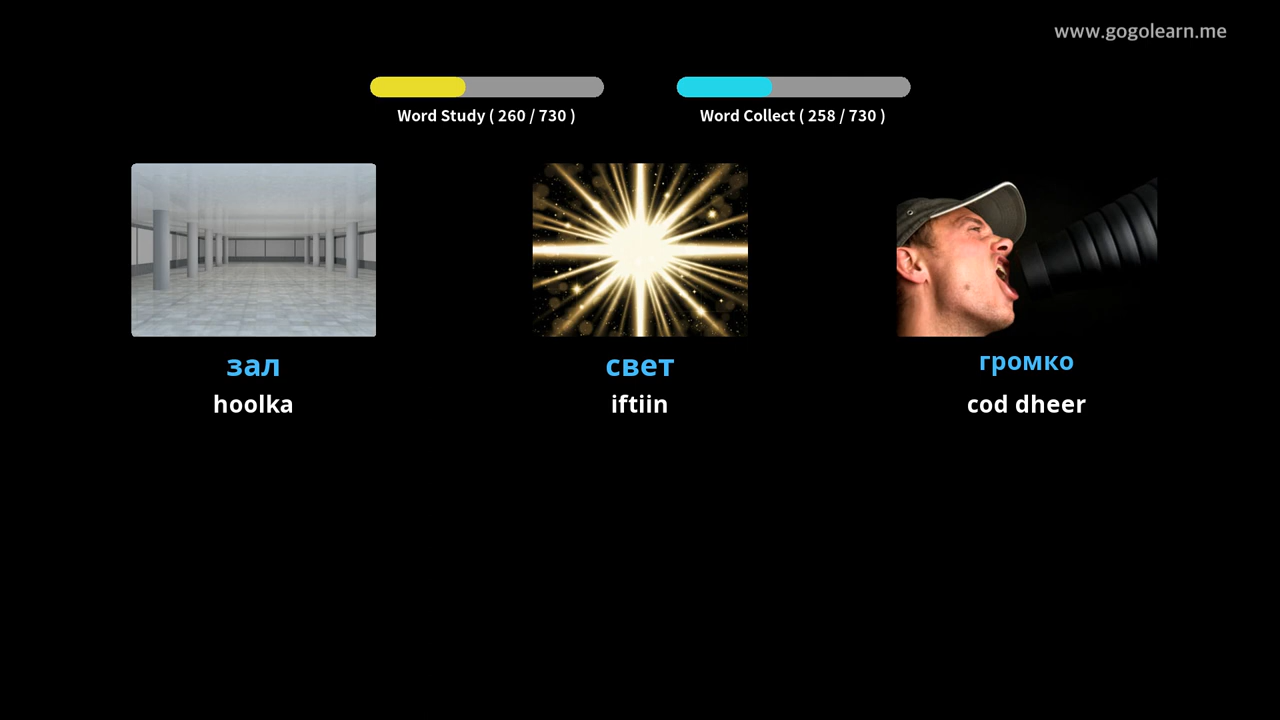 www.gogolearn.me
Word Study ( 260 / 730 )
Word Collect ( 258 / 730 )
зал
свет
громко
hoolka
iftiin
cod dheer